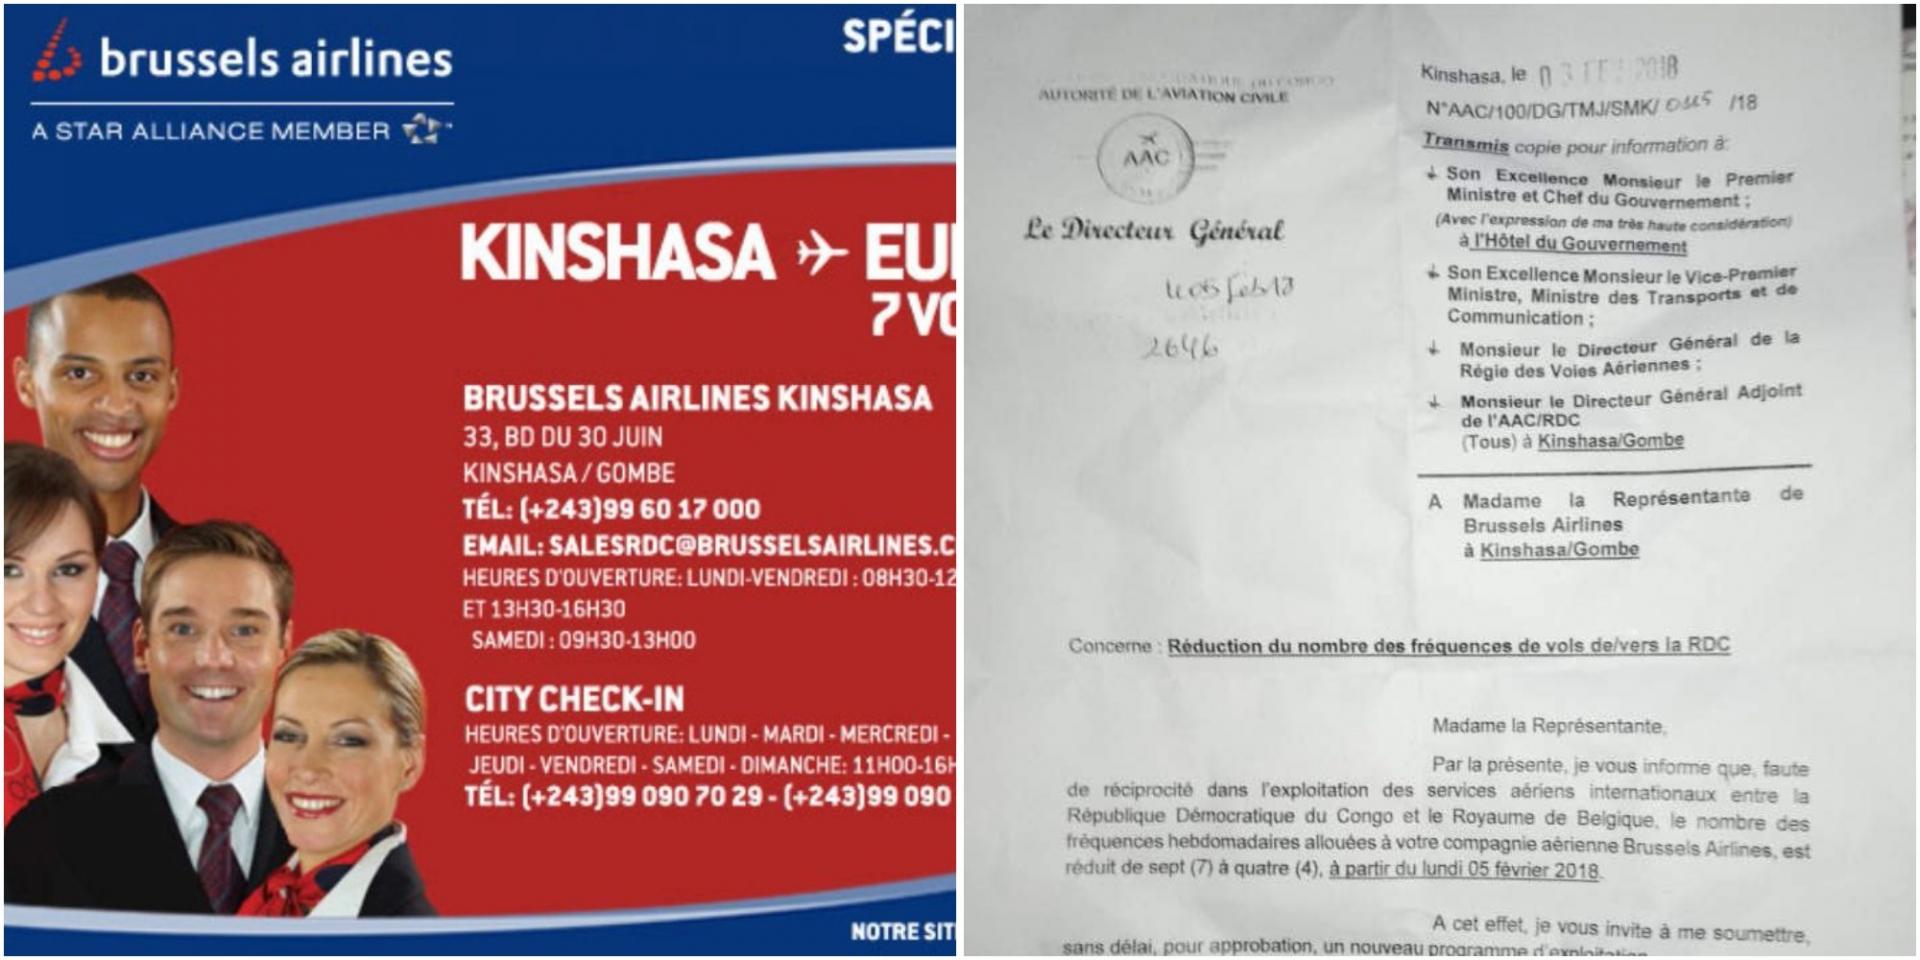 brussels airlines
A STAR ALLIANCE MEMBER
SPÉCI
KINSHASA EU
7 VO
BRUSSELS AIRLINES KINSHASA
33, BD DU 30 JUIN
KINSHASA / GOMBE
TÉL: (+243)99 60 17 000
EMAIL: SALESRDC@BRUSSELSAIRLINES.C
HEURES D'OUVERTURE: LUNDI-VENDREDI : 08H30-12
ET 13H30-16H30
SAMEDI : 09H30-13H00
CITY CHECK-IN
HEURES D'OUVERTURE: LUNDI - MARDI - MERCREDI -
JEUDI - VENDREDI - SAMEDI - DIMANCHE: 11H00-16H
TÉL: (+243)99 090 70 29 - (+243)99 090
NOTRE SIT
AUTORITÉ DE L'AVIATION CIVILE
AAC
Le Directeur Général
2646
Kinshasa, le 03 2018
N°AAC/100/DG/TMJ/SMK/ /18
Transmis copie pour information à:
Son Excellence Monsieur le Premier
Ministre et Chef du Gouvernement ;
(Avec l'expression de ma très haute considération)
à l'Hôtel du Gouvernement
Son Excellence Monsieur le Vice-Premier
Ministre, Ministre des Transports et de
Communication ;
Monsieur le Directeur Général de la
Régie des Voies Aériennes ;
Monsieur le Directeur Général Adjoint
de l'AAC/RDC
(Tous) à Kinshasa/Gombe
A Madame la Représentante de
Brussels Airlines
à Kinshasa/Gombe
Concerne : Réduction du nombre des fréquences de vols de/vers la RDC
Madame la Représentante,
Par la présente, je vous informe que, faute
de réciprocité dans l'exploitation des services aériens internationaux entre la
République Démocratique du Congo et le Royaume de Belgique, le nombre des
fréquences hebdomadaires allouées à votre compagnie aérienne Brussels Airlines, est
réduit de sept (7) à quatre (4), à partir du lundi 05 février 2018.
A cet effet, je vous invite à me soumettre,
sans délai, pour approbation, un nouveau programme d'exploitation